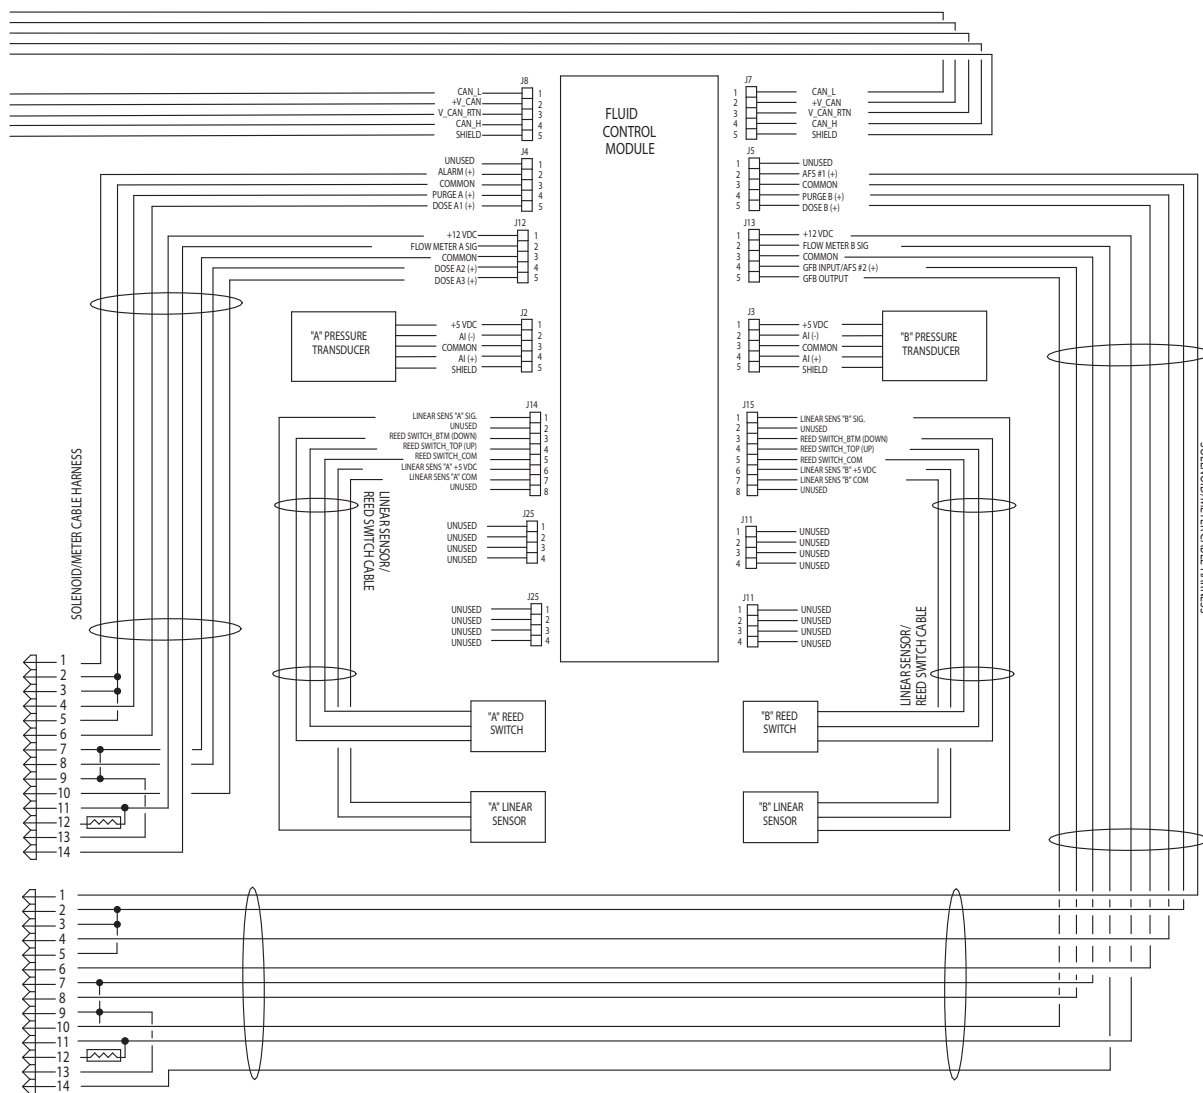 FLUID
CONTROL
MODULE
J8
CAN_L 1
+V_CAN 2
V_CAN_RTN 3
CAN_H 4
SHIELD 5
J4
UNUSED 1
ALARM (+) 2
COMMON 3
PURGE A (+) 4
DOSE A1 (+) 5
J12
+12 VDC 1
FLOW METER A SIG 2
COMMON 3
DOSE A2 (+) 4
DOSE A3 (+) 5
"A" PRESSURE
TRANSDUCER
J2
+5 VDC 1
AI (-) 2
COMMON 3
AI (+) 4
SHIELD 5
J14
LINEAR SENS "A" SIG. 1
UNUSED 2
REED SWITCH_BTM (DOWN) 3
REED SWITCH_TOP (UP) 4
REED SWITCH_COM 5
LINEAR SENS "A" +5 VDC 6
LINEAR SENS "A" COM 7
UNUSED 8
J25
UNUSED 1
UNUSED 2
UNUSED 3
UNUSED 4
J25
UNUSED 1
UNUSED 2
UNUSED 3
UNUSED 4
J7
1 CAN_L
2 +V_CAN
3 V_CAN_RTN
4 CAN_H
5 SHIELD
J5
1 UNUSED
2 AFS #1 (+)
3 COMMON
4 PURGE B (+)
5 DOSE B (+)
J13
1 +12 VDC
2 FLOW METER B SIG
3 COMMON
4 GFB INPUT/AFS #2 (+)
5 GFB OUTPUT
J3
1 +5 VDC
2 AI (-)
3 COMMON
4 AI (+)
5 SHIELD
"B" PRESSURE
TRANSDUCER
J15
1 LINEAR SENS "B" SIG.
2 UNUSED
3 REED SWITCH_BTM (DOWN)
4 REED SWITCH_TOP (UP)
5 REED SWITCH_COM
6 LINEAR SENS "B" +5 VDC
7 LINEAR SENS "B" COM
8 UNUSED
J11
1 UNUSED
2 UNUSED
3 UNUSED
4 UNUSED
J11
1 UNUSED
2 UNUSED
3 UNUSED
4 UNUSED
SOLENOID/METER CABLE HARNESS
LINEAR SENSOR/
REED SWITCH CABLE
LINEAR SENSOR/
REED SWITCH CABLE
"A" REED
SWITCH
"B" REED
SWITCH
"A" LINEAR
SENSOR
"B" LINEAR
SENSOR
1
2
3
4
5
6
7
8
9
10
11
12
13
14
1
2
3
4
5
6
7
8
9
10
11
12
13
14